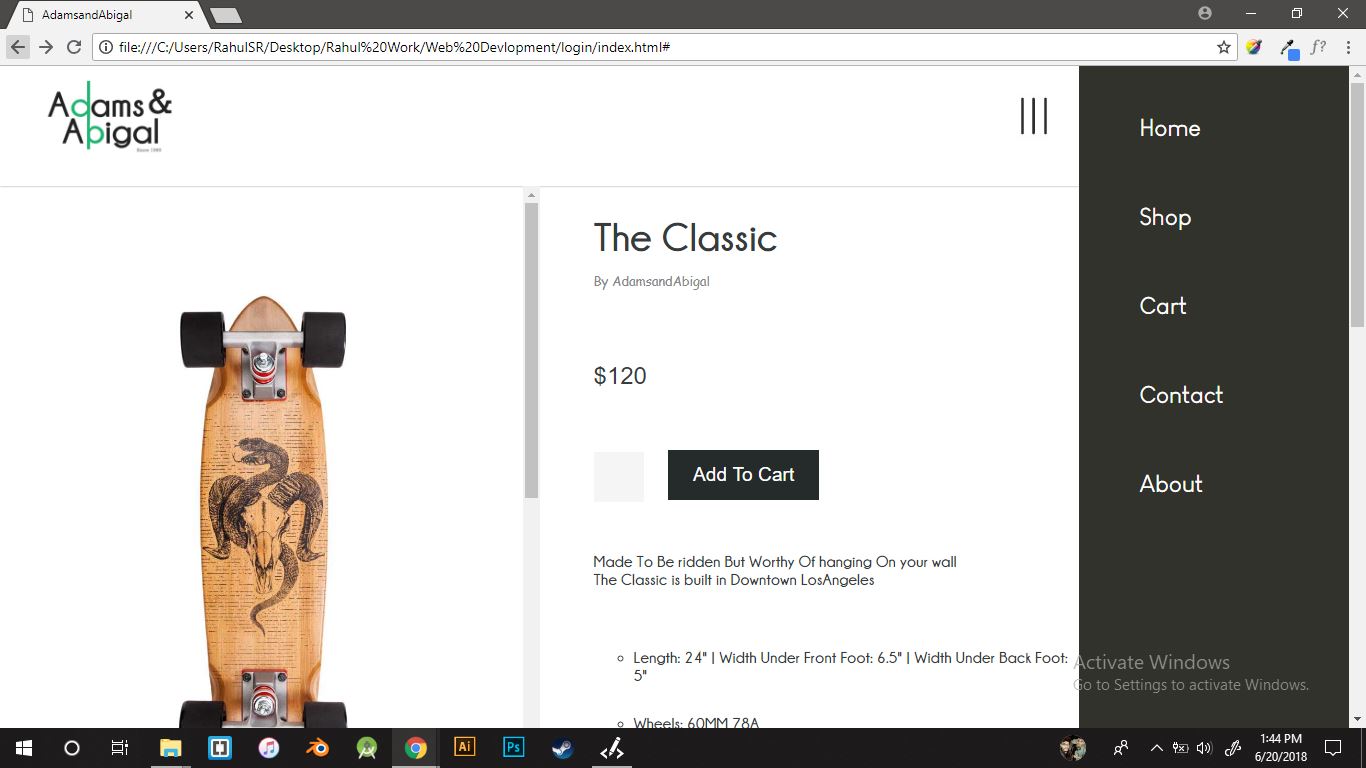 AdamsandAbigal
file:///C:/Users/RahulSR/Desktop/Rahul%20Work/Web%20Devlopment/login/index.html#
f?
Adams &
Abigal
Since 1989
Home
Shop
Cart
Contact
About
The Classic
By AdamsandAbigal
$120
Add To Cart
Made To Be ridden But Worthy Of hanging On your wall
The Classic is built in Downtown LosAngeles
Length: 24" | Width Under Front Foot: 6.5" | Width Under Back Foot:
5"
Wheels: 60MM 78A
Activate Windows
Go to Settings to activate Windows.
Ai
Ps
1:44 PM
6/20/2018